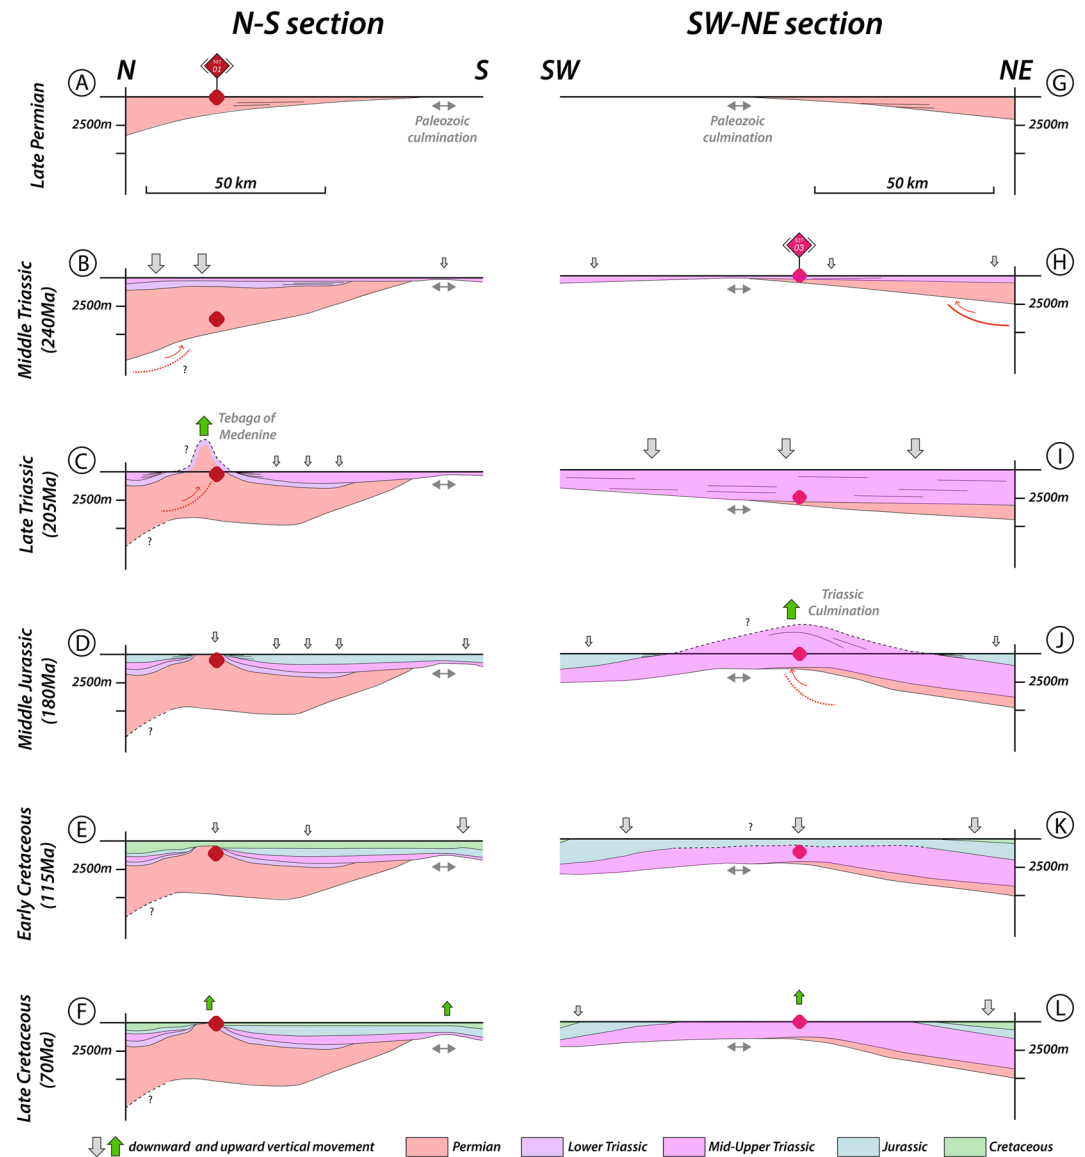 N-S section
SW-NE section
A
N
S37
01
S
SW
NE
G
Late Permian
2500m
Paleozoic
culmination
Paleozoic
culmination
2500m
50 km
50 km
Middle Triassic
(240Ma)
B
2500m
?
03
H
2500m
Late Triassic
(205Ma)
C
?
Tebaga of
Medenine
2500m
?
I
2500m
Middle Jurassic
(180Ma)
D
2500m
?
?
Triassic
Culmination
J
2500m
Early Cretaceous
(115Ma)
E
2500m
?
?
K
2500m
Late Cretaceous
(70Ma)
F
2500m
?
L
2500m
downward and upward vertical movement
Permian
Lower Triassic
Mid-Upper Triassic
Jurassic
Cretaceous